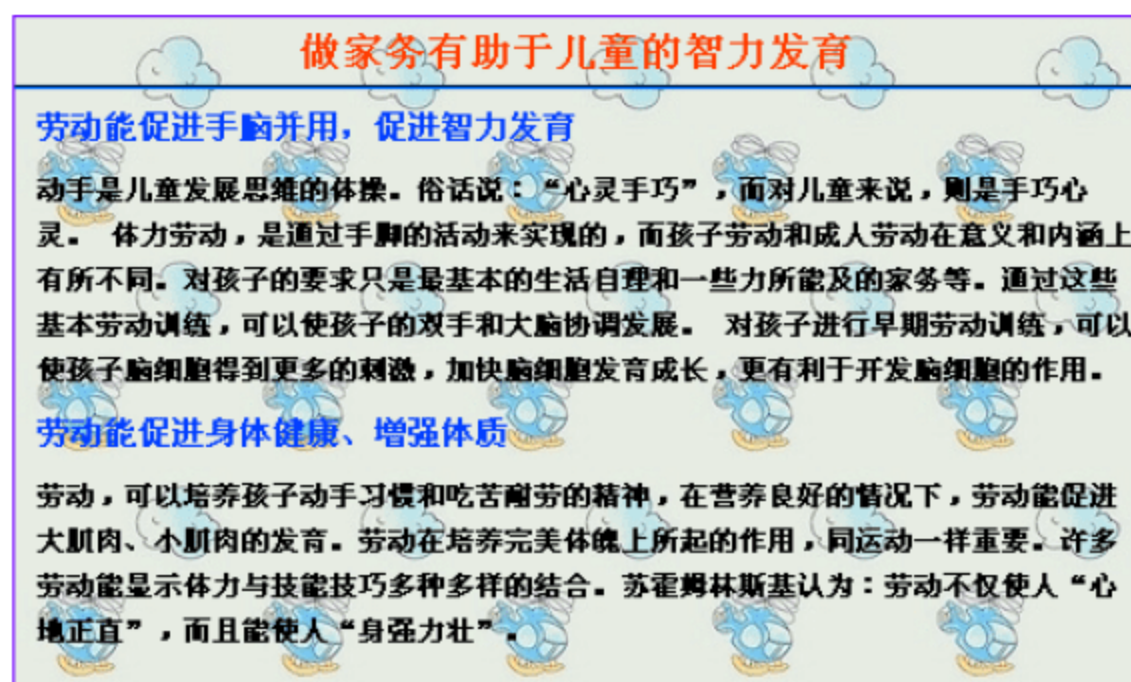 做家务有助于儿童的智力发育
劳动能促进手脑并用，促进智力发育
动手是儿童发展思维的体操。俗话说：“心灵手巧”，而对儿童来说，则是手巧心
灵。 体力劳动，是通过手脚的活动来实现的，而孩子劳动和成人劳动在意义和内涵上
有所不同。对孩子的要求只是最基本的生活自理和一些力所能及的家务等。通过这些
基本劳动训练，可以使孩子的双手和大脑协调发展。 对孩子进行早期劳动训练，可以
使孩子脑细胞得到更多的刺激，加快脑细胞发育成长，更有利于开发脑细胞的作用。
劳动能促进身体健康、增强体质
劳动，可以培养孩子动手习惯和吃苦耐劳的精神，在营养良好的情况下，劳动能促进
大肌肉、小肌肉的发育。劳动在培养完美体魄上所起的作用，同运动一样重要。许多
劳动能显示体力与技能技巧多种多样的结合。苏霍姆林斯基认为：劳动不仅使人“心
地正直”，而且能使人“身强力壮”。